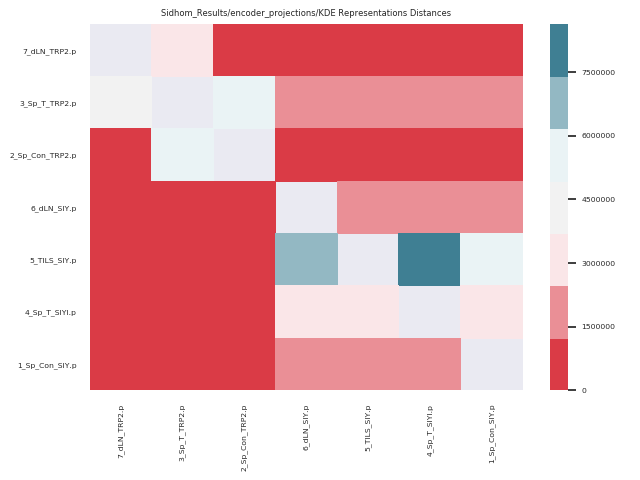 Sidhom_Results/encoder_projections/KDE Representations Distances
7_dLN_TRP2.p
3_Sp_T_TRP2.p
2_Sp_Con_TRP2.p
6_dLN_SIY.p
5_TILS_SIY.p
4_Sp_T_SIYI.p
1_Sp_Con_SIY.p
7500000
6000000
4500000
3000000
1500000
0
7_dLN_TRP2.p
3_Sp_T_TRP2.p
2_Sp_Con_TRP2.p
6_dLN_SIY.p
5_TILS_SIY.p
4_Sp_T_SIYI.p
1_Sp_Con_SIY.p